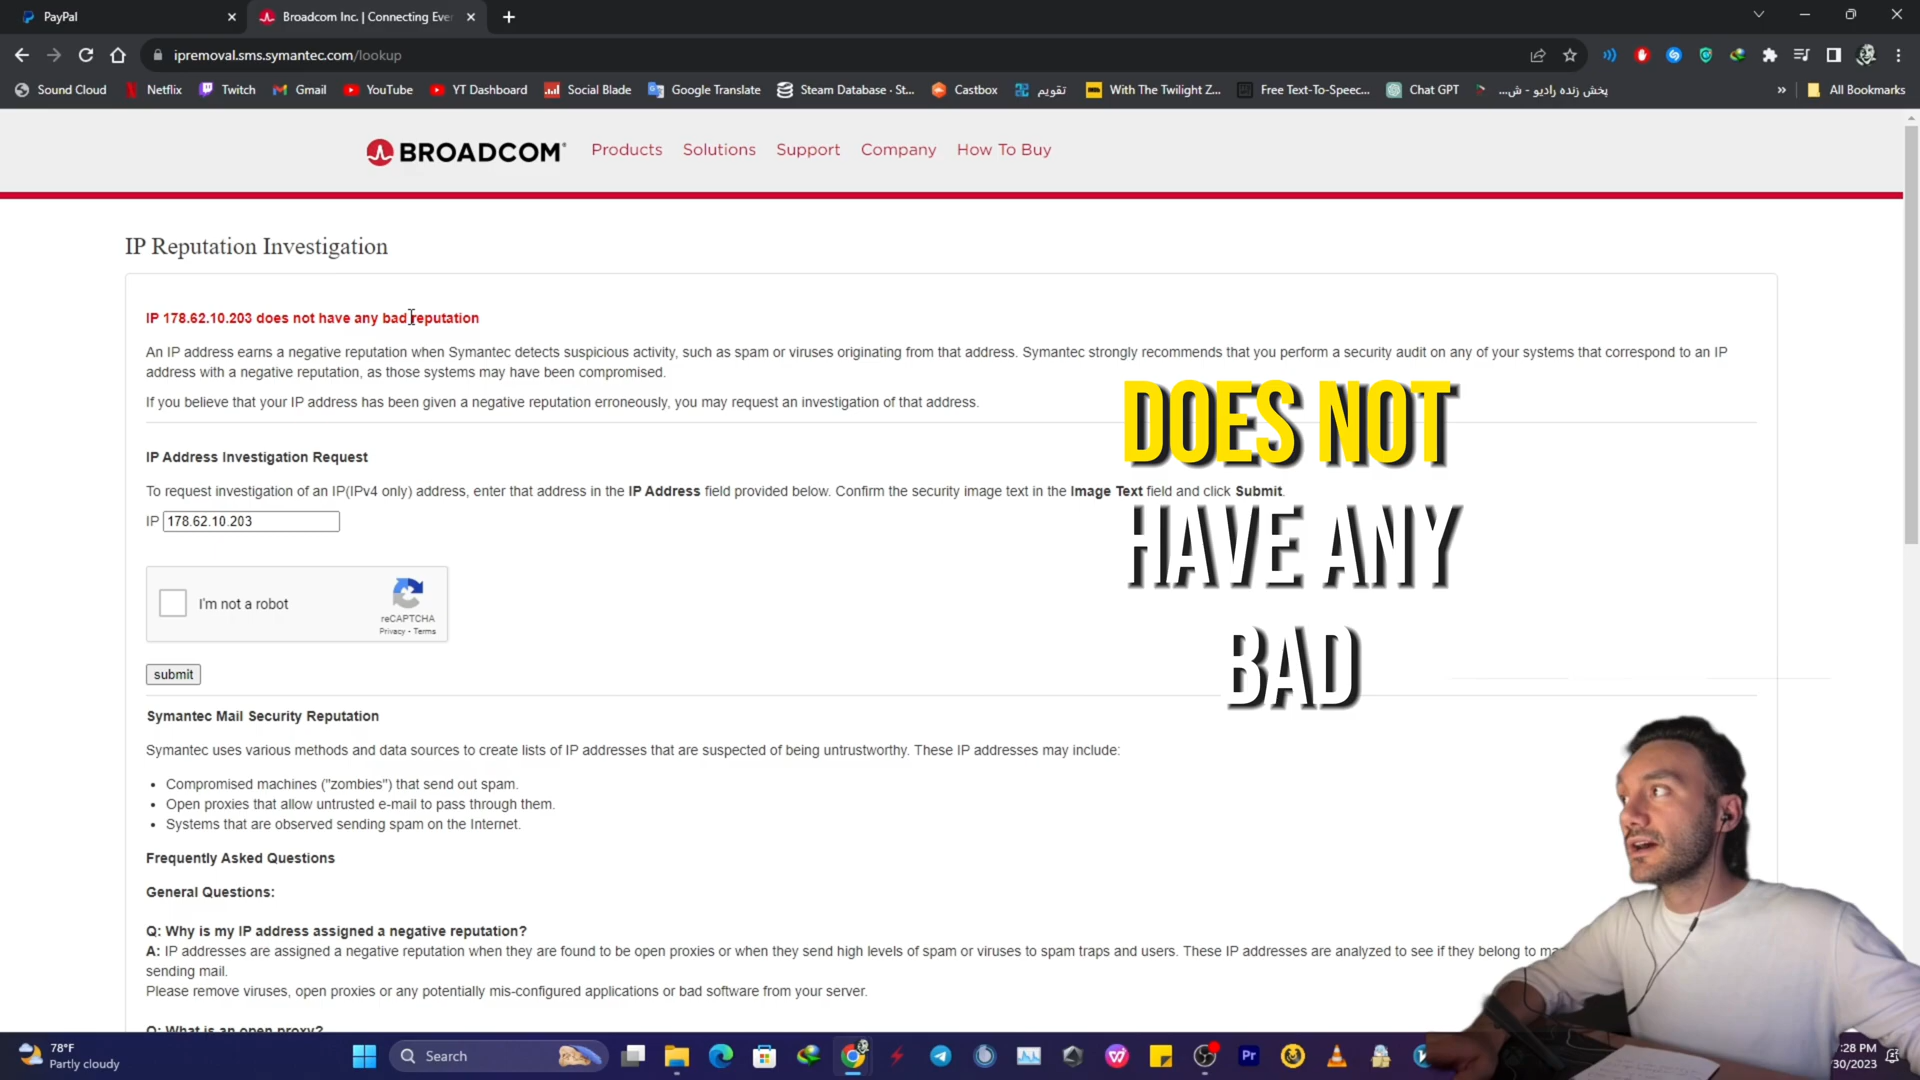 PayPal
Broadcom Inc. | Connecting Ever
ipremoval.sms.symantec.com/lookup
Sound Cloud
Netflix
Twitch
Gmail
YouTube
YT Dashboard
Social Blade
Google Translate
Steam Database · St...
Castbox
تقویم
With The Twilight Z...
Free Text-To-Speec...
Chat GPT
پخش زنده رادیو - ش...
»
All Bookmarks
BROADCOM
Products
Solutions
Support
Company
How To Buy
IP Reputation Investigation
IP 178.62.10.203 does not have any bad reputation
An IP address earns a negative reputation when Symantec detects suspicious activity, such as spam or viruses originating from that address. Symantec strongly recommends that you perform a security audit on any of your systems that correspond to an IP
address with a negative reputation, as those systems may have been compromised.
If you believe that your IP address has been given a negative reputation erroneously, you may request an investigation of that address.
DOES NOT
HAVE ANY
BAD
IP Address Investigation Request
To request investigation of an IP(IPv4 only) address, enter that address in the IP Address field provided below. Confirm the security image text in the Image Text field and click Submit.
IP 178.62.10.203
I'm not a robot
reCAPTCHA
Privacy - Terms
submit
Symantec Mail Security Reputation
Symantec uses various methods and data sources to create lists of IP addresses that are suspected of being untrustworthy. These IP addresses may include:
• Compromised machines ("zombies") that send out spam.
• Open proxies that allow untrusted e-mail to pass through them.
• Systems that are observed sending spam on the Internet.
Frequently Asked Questions
General Questions:
Q: Why is my IP address assigned a negative reputation?
A: IP addresses are assigned a negative reputation when they are found to be open proxies or when they send high levels of spam or viruses to spam traps and users. These IP addresses are analyzed to see if they belong to
sending mail.
Please remove viruses, open proxies or any potentially mis-configured applications or bad software from your server.
Q: What is an open proxy?
78°F
Partly cloudy
Search
Pr
:28 PM
/30/2023